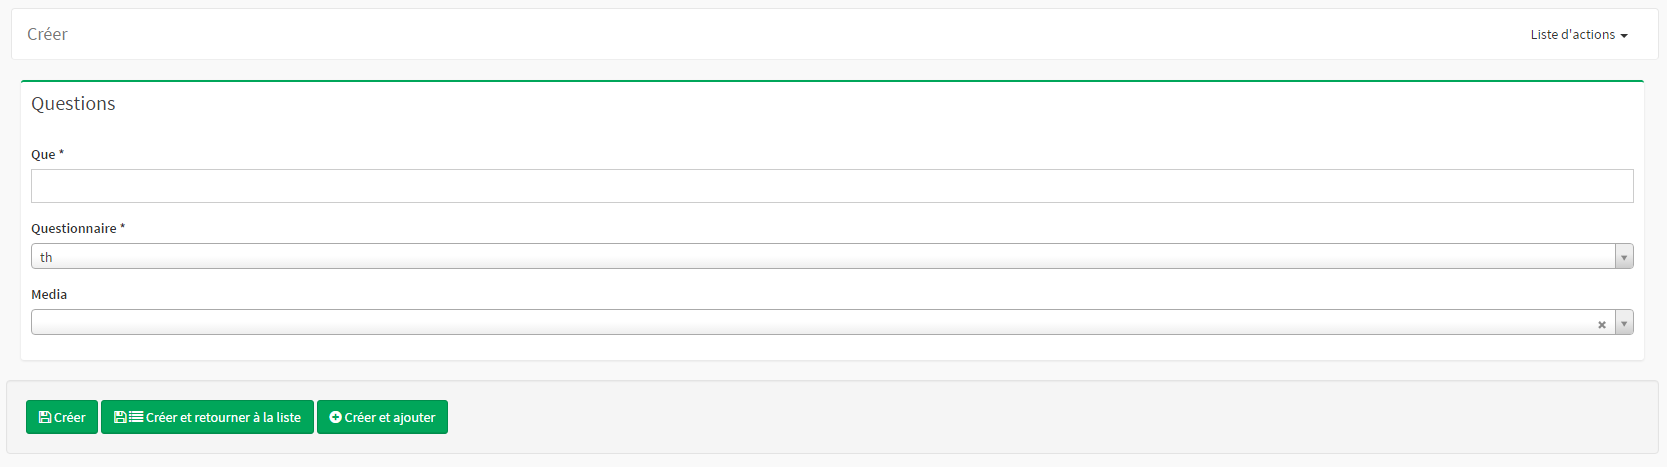 Créer
Liste d'actions
Questions
Que *
Questionnaire *
th
Media
Créer
Créer et retourner à la liste
Créer et ajouter